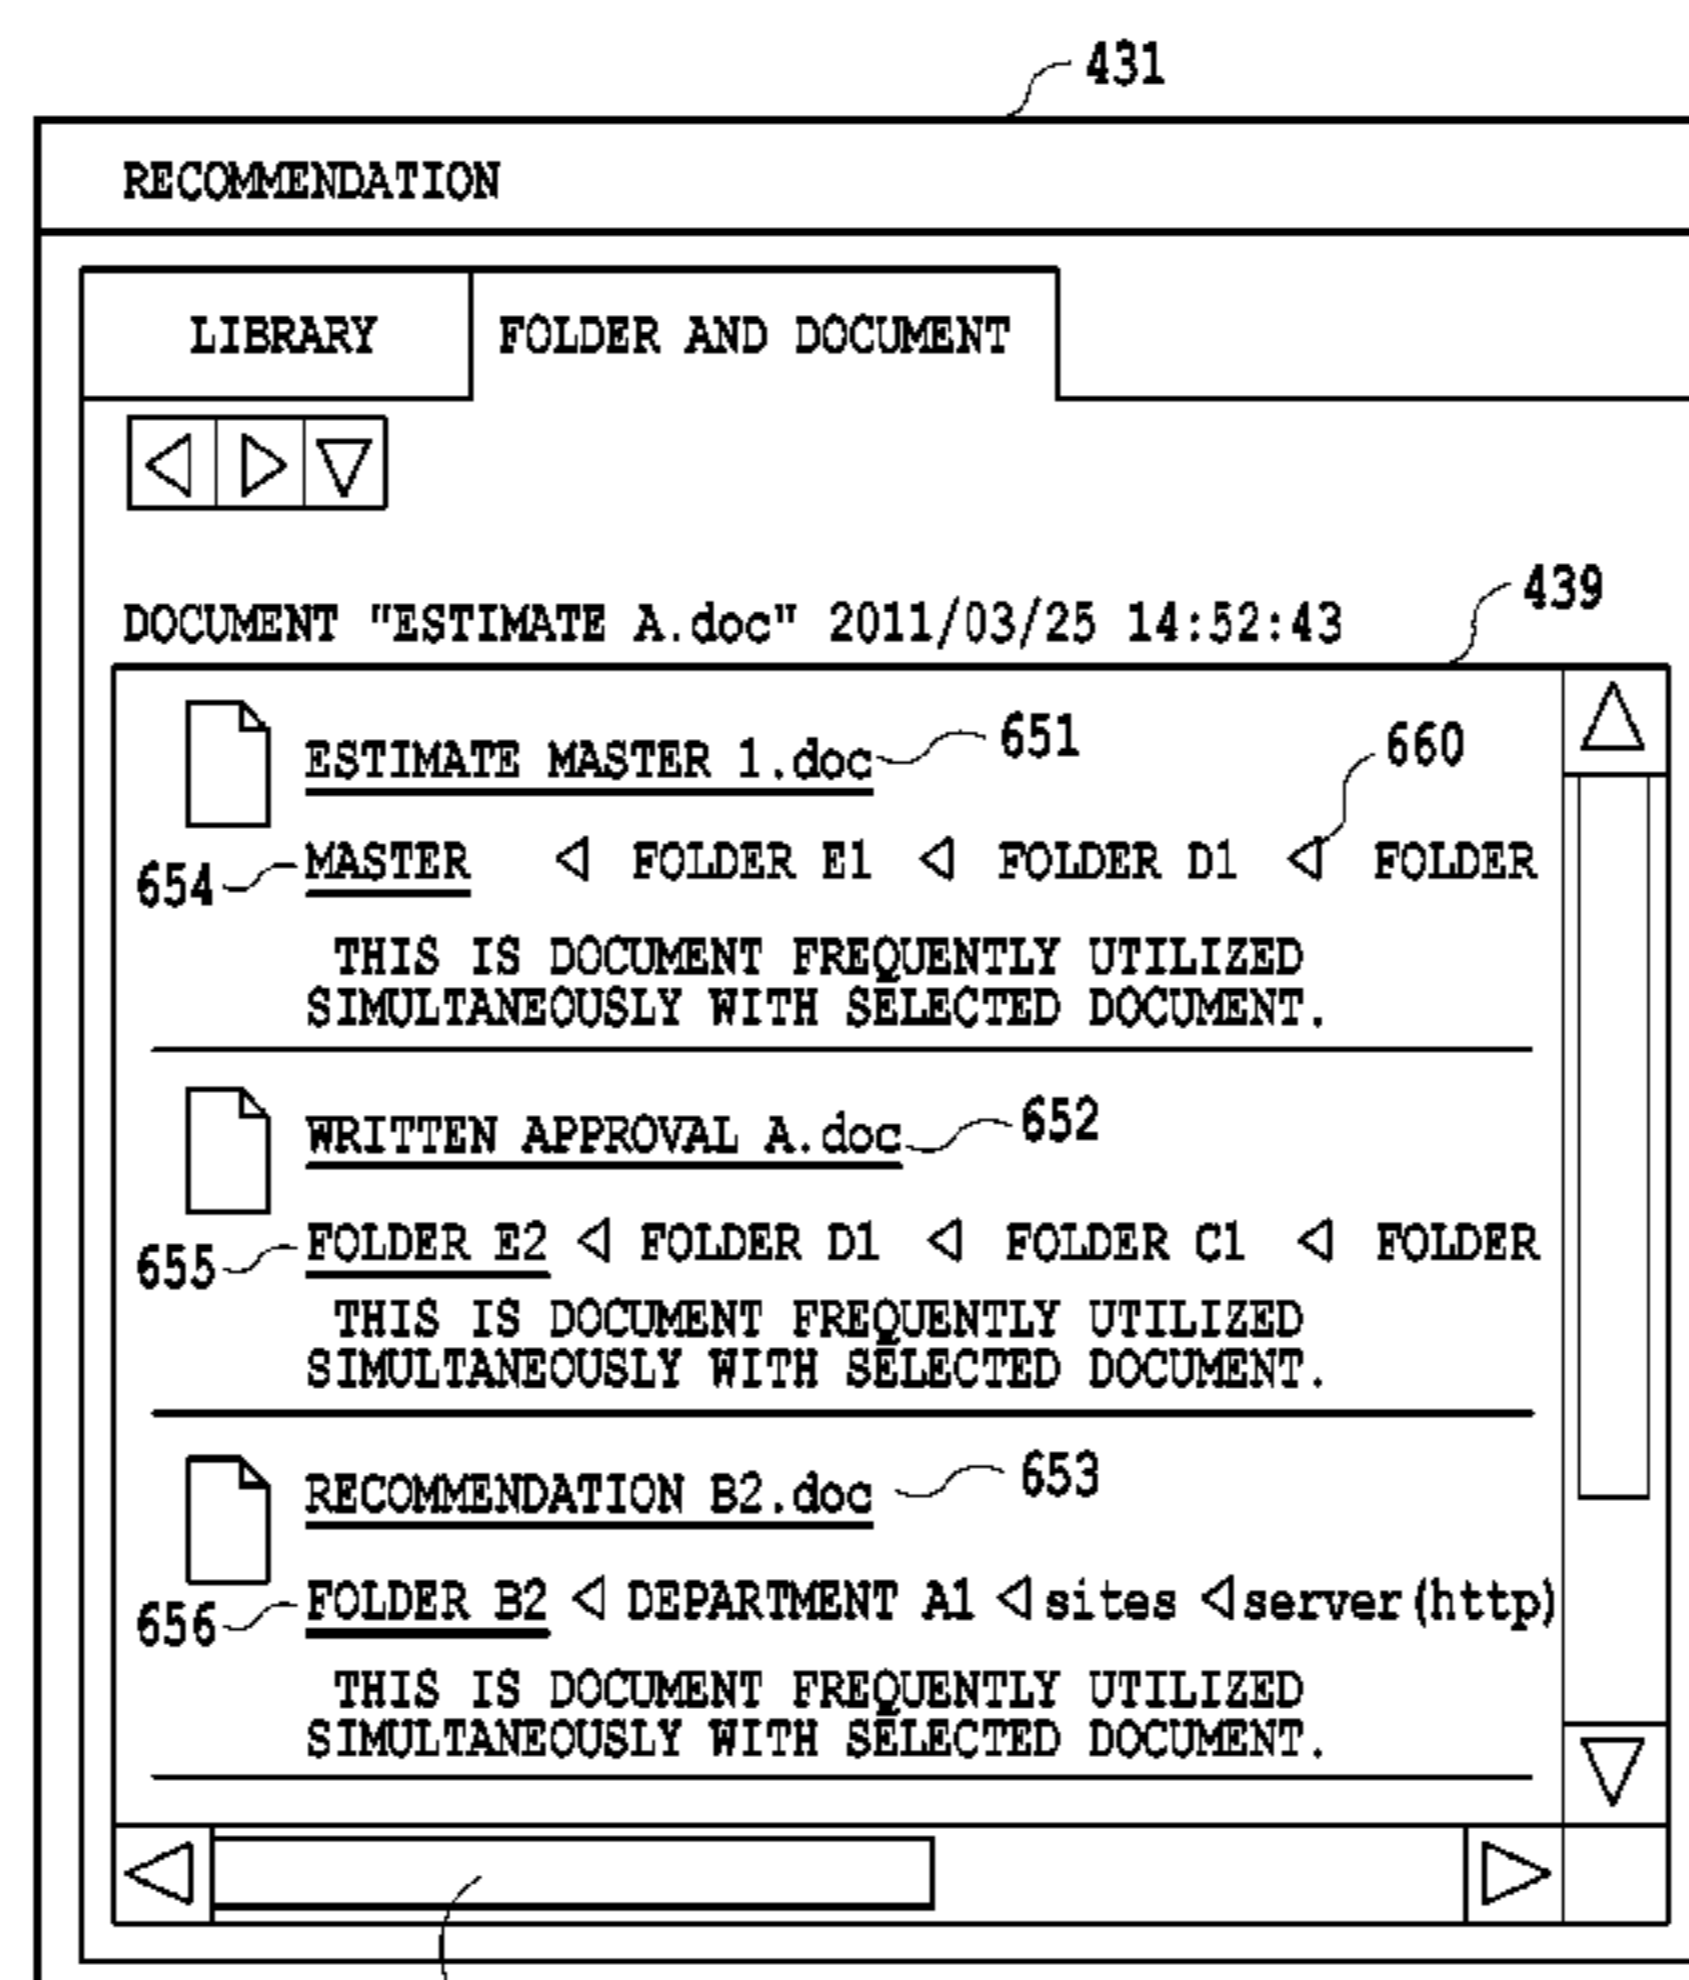 431
RECOMMENDATION
LIBRARY FOLDER AND DOCUMENT
439
DOCUMENT "ESTIMATE A.doc" 2011/03/25 14:52:43
ESTIMATE MASTER 1.doc 651
660
654 MASTER ◁ FOLDER E1 ◁ FOLDER D1 ◁ FOLDER
THIS IS DOCUMENT FREQUENTLY UTILIZED
SIMULTANEOUSLY WITH SELECTED DOCUMENT.
WRITTEN APPROVAL A.doc 652
655 FOLDER E2 ◁ FOLDER D1 ◁ FOLDER C1 ◁ FOLDER
THIS IS DOCUMENT FREQUENTLY UTILIZED
SIMULTANEOUSLY WITH SELECTED DOCUMENT.
RECOMMENDATION B2.doc 653
656 FOLDER B2 ◁ DEPARTMENT A1 ◁ sites ◁ server(http)
THIS IS DOCUMENT FREQUENTLY UTILIZED
SIMULTANEOUSLY WITH SELECTED DOCUMENT.